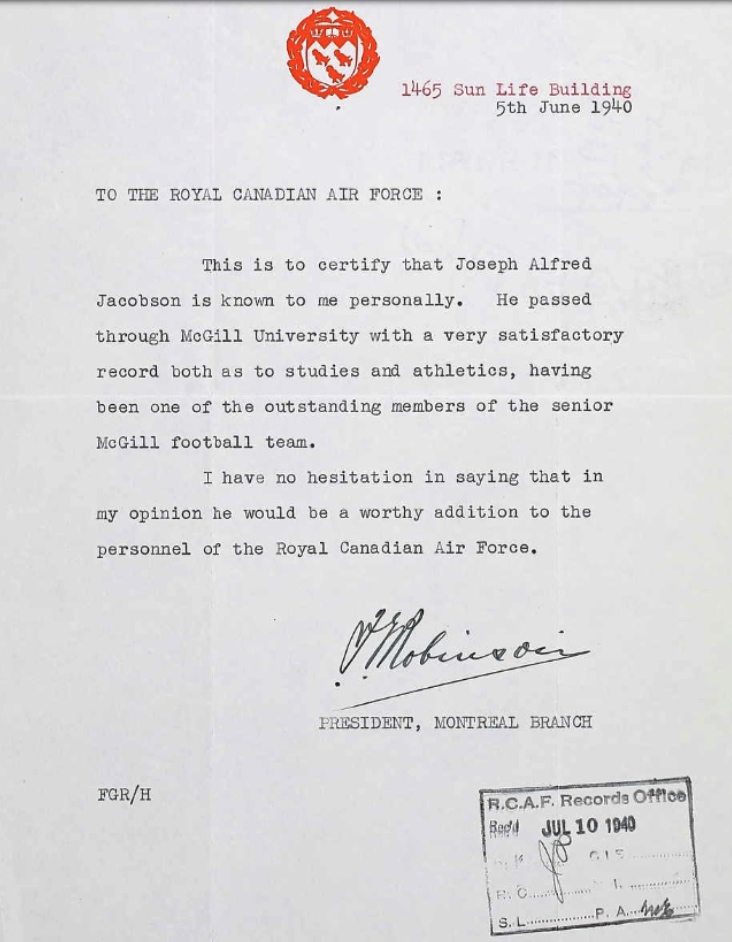 1465 Sun Life Building
5th June 1940
TO THE ROYAL CANADIAN AIR FORCE :
This is to certify that Joseph Alfred
Jacobson is known to me personally. He passed
through McGill University with a very satisfactory
record both as to studies and athletics, having
been one of the outstanding members of the senior
McGill football team.
I have no hesitation in saying that in
my opinion he would be a worthy addition to the
personnel of the Royal Canadian Air Force.
Robinson
PRESIDENT, MONTREAL BRANCH
FGR/H
R.C.A.F. Records Office
Rec'd JUL 10 1940
R. C.
S. L. P. A.